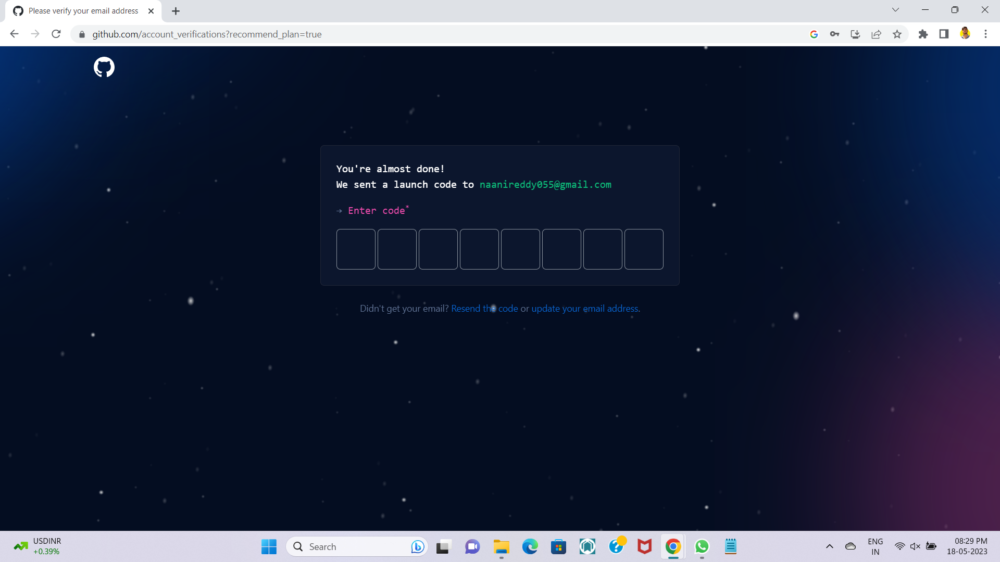 Please verify your email address
github.com/account_verifications?recommend_plan=true
You're almost done!
We sent a launch code to naanireddy055@gmail.com
→ Enter code*
Didn't get your email? Resend the code or update your email address.
USDINR
+0.39%
Search
ENG
IN
08:29 PM
18-05-2023